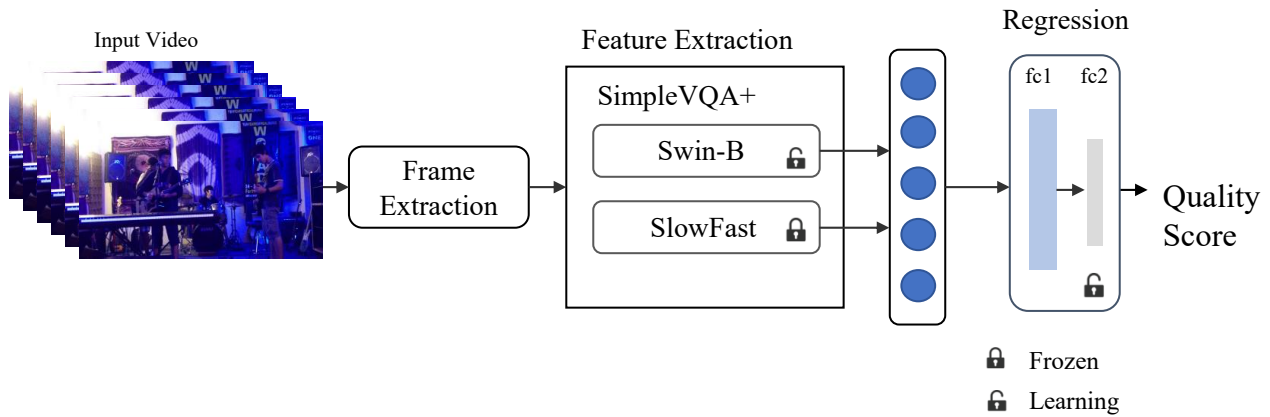 Input Video
Frame
Extraction
Feature Extraction
SimpleVQA+
Swin-B
SlowFast
Regression
fc1 fc2
Quality
Score
Frozen
Learning